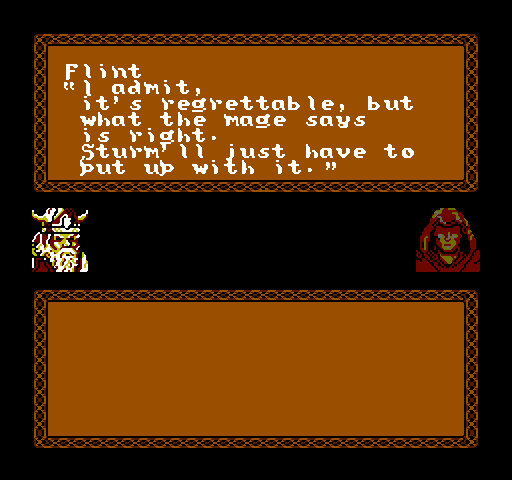 Flint
"I admit,
it's regrettable, but
what the mage says
is right.
Sturm'll just have to
put up with it."